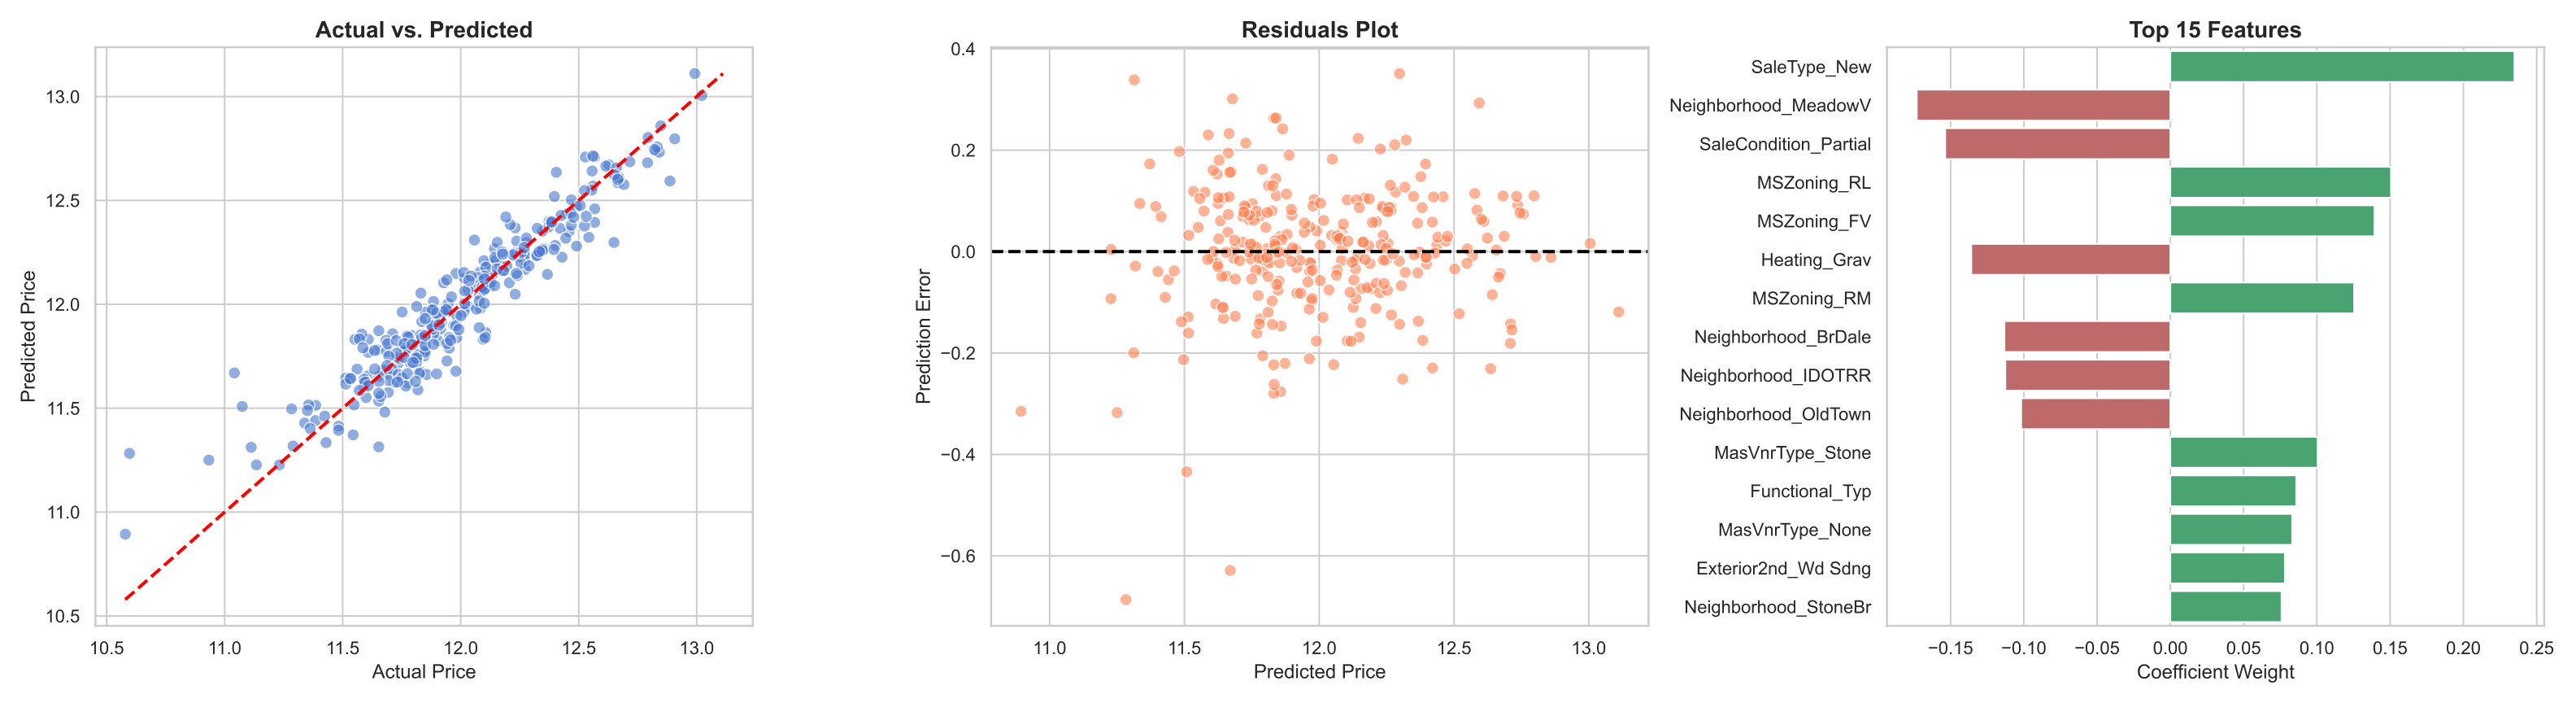 Actual vs. Predicted
13.0
12.5
12.0
11.5
11.0
10.5
Predicted Price
10.5 11.0 11.5 12.0 12.5 13.0
Actual Price
Residuals Plot
0.4
0.2
0.0
−0.2
−0.4
−0.6
Prediction Error
11.0 11.5 12.0 12.5 13.0
Predicted Price
Top 15 Features
SaleType_New
Neighborhood_MeadowV
SaleCondition_Partial
MSZoning_RL
MSZoning_FV
Heating_Grav
MSZoning_RM
Neighborhood_BrDale
Neighborhood_IDOTRR
Neighborhood_OldTown
MasVnrType_Stone
Functional_Typ
MasVnrType_None
Exterior2nd_Wd Sdng
Neighborhood_StoneBr
−0.15 −0.10 −0.05 0.00 0.05 0.10 0.15 0.20 0.25
Coefficient Weight